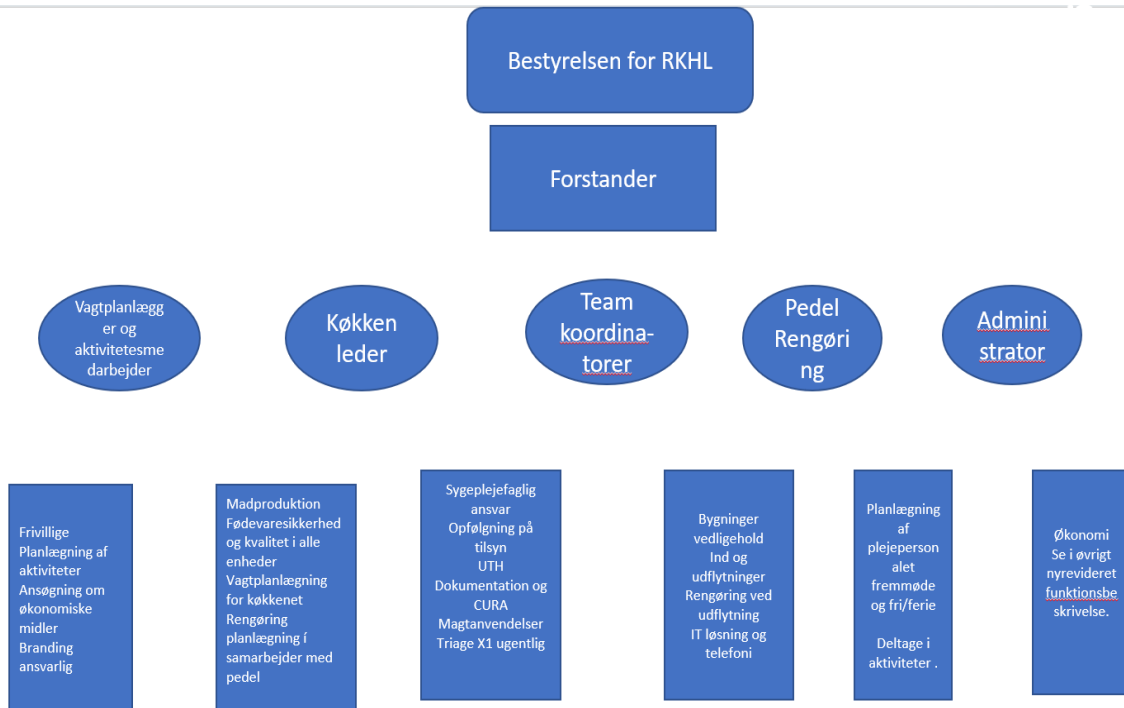 Bestyrelsen for RKHL
Forstander
Vagtplanlægg
er og
aktivitetesme
darbejder
Køkken
leder
Team
koordina-
torer
Pedel
Rengøri
ng
Admini
strator
Frivillige
Planlægning af
aktiviteter
Ansøgning om
økonomiske
midler
Branding
ansvarlig
Madproduktion
Fødevaresikkerhed
og kvalitet i alle
enheder
Vagtplanlægning
for køkkenet
Rengøring
planlægning í
samarbejder med
pedel
Sygeplejefaglig
ansvar
Opfølgning på
tilsyn
UTH
Dokumentation og
CURA
Magtanvendelser
Triage X1 ugentlig
Bygninger
vedligehold
Ind og
udflytninger
Rengøring ved
udflytning
IT løsning og
telefoni
Planlægning
af
plejeperson
alet
fremmøde
og fri/ferie
Deltage i
aktiviteter .
Økonomi
Se i øvrigt
nyrevideret
funktionsbe
skrivelse.